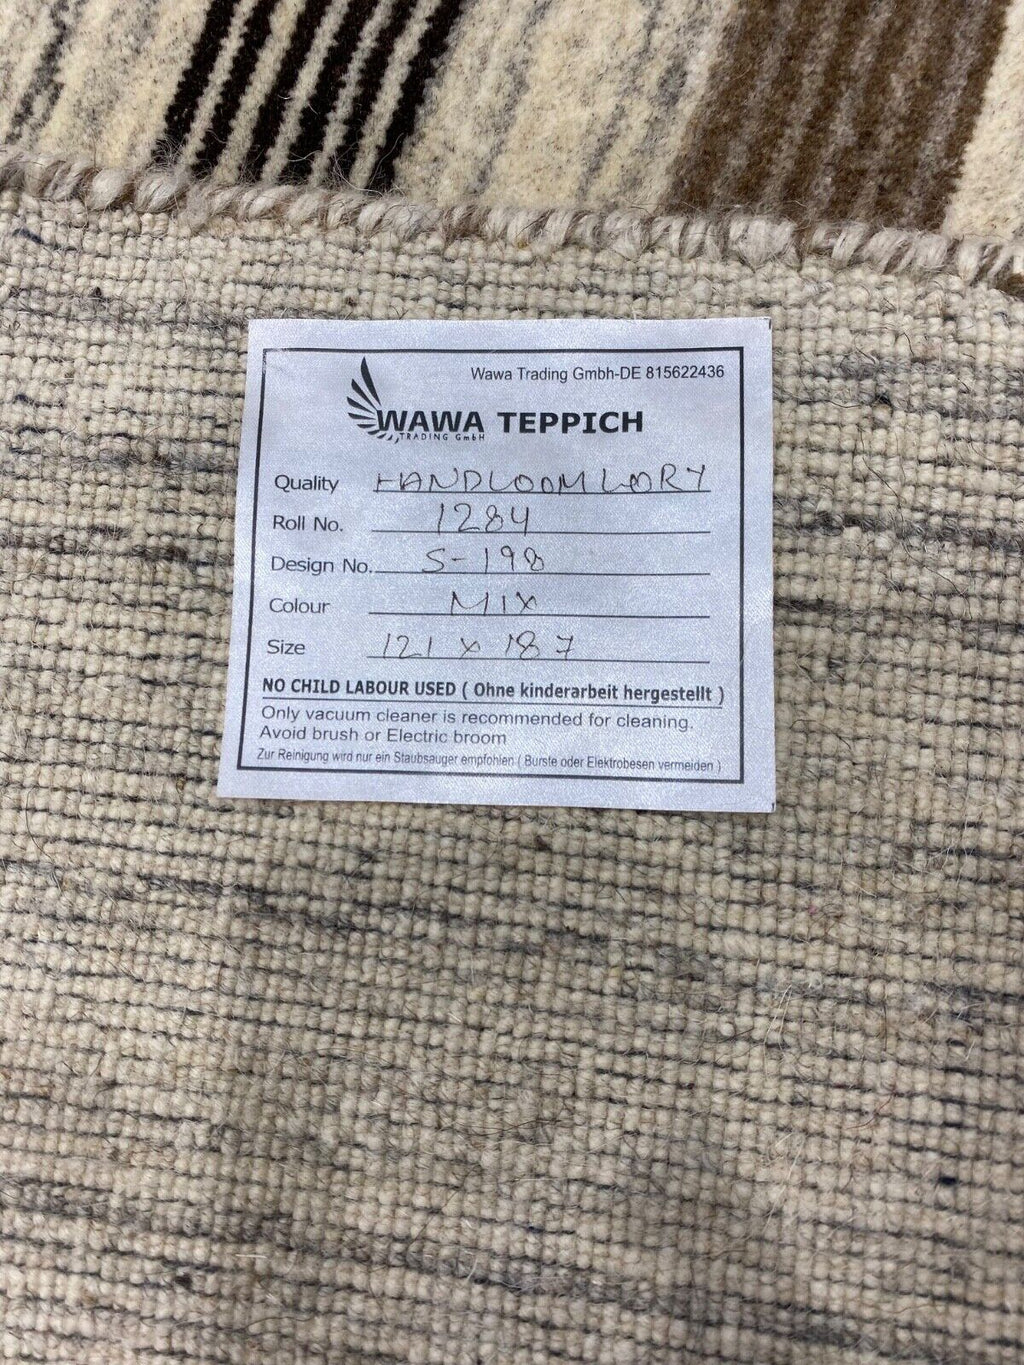 Wawa Trading Gmbh-DE 815622436
WAWA TEPPICH
TRADING GmbH
Quality HANDLOOM LORY
Roll No. 1284
Design No. S-198
Colour MIX
Size 121 x 187
NO CHILD LABOUR USED ( Ohne kinderarbeit hergestellt )
Only vacuum cleaner is recommended for cleaning.
Avoid brush or Electric broom
Zur Reinigung wird nur ein Staubsauger empfohlen ( Burste oder Elektrobesen vermeiden )